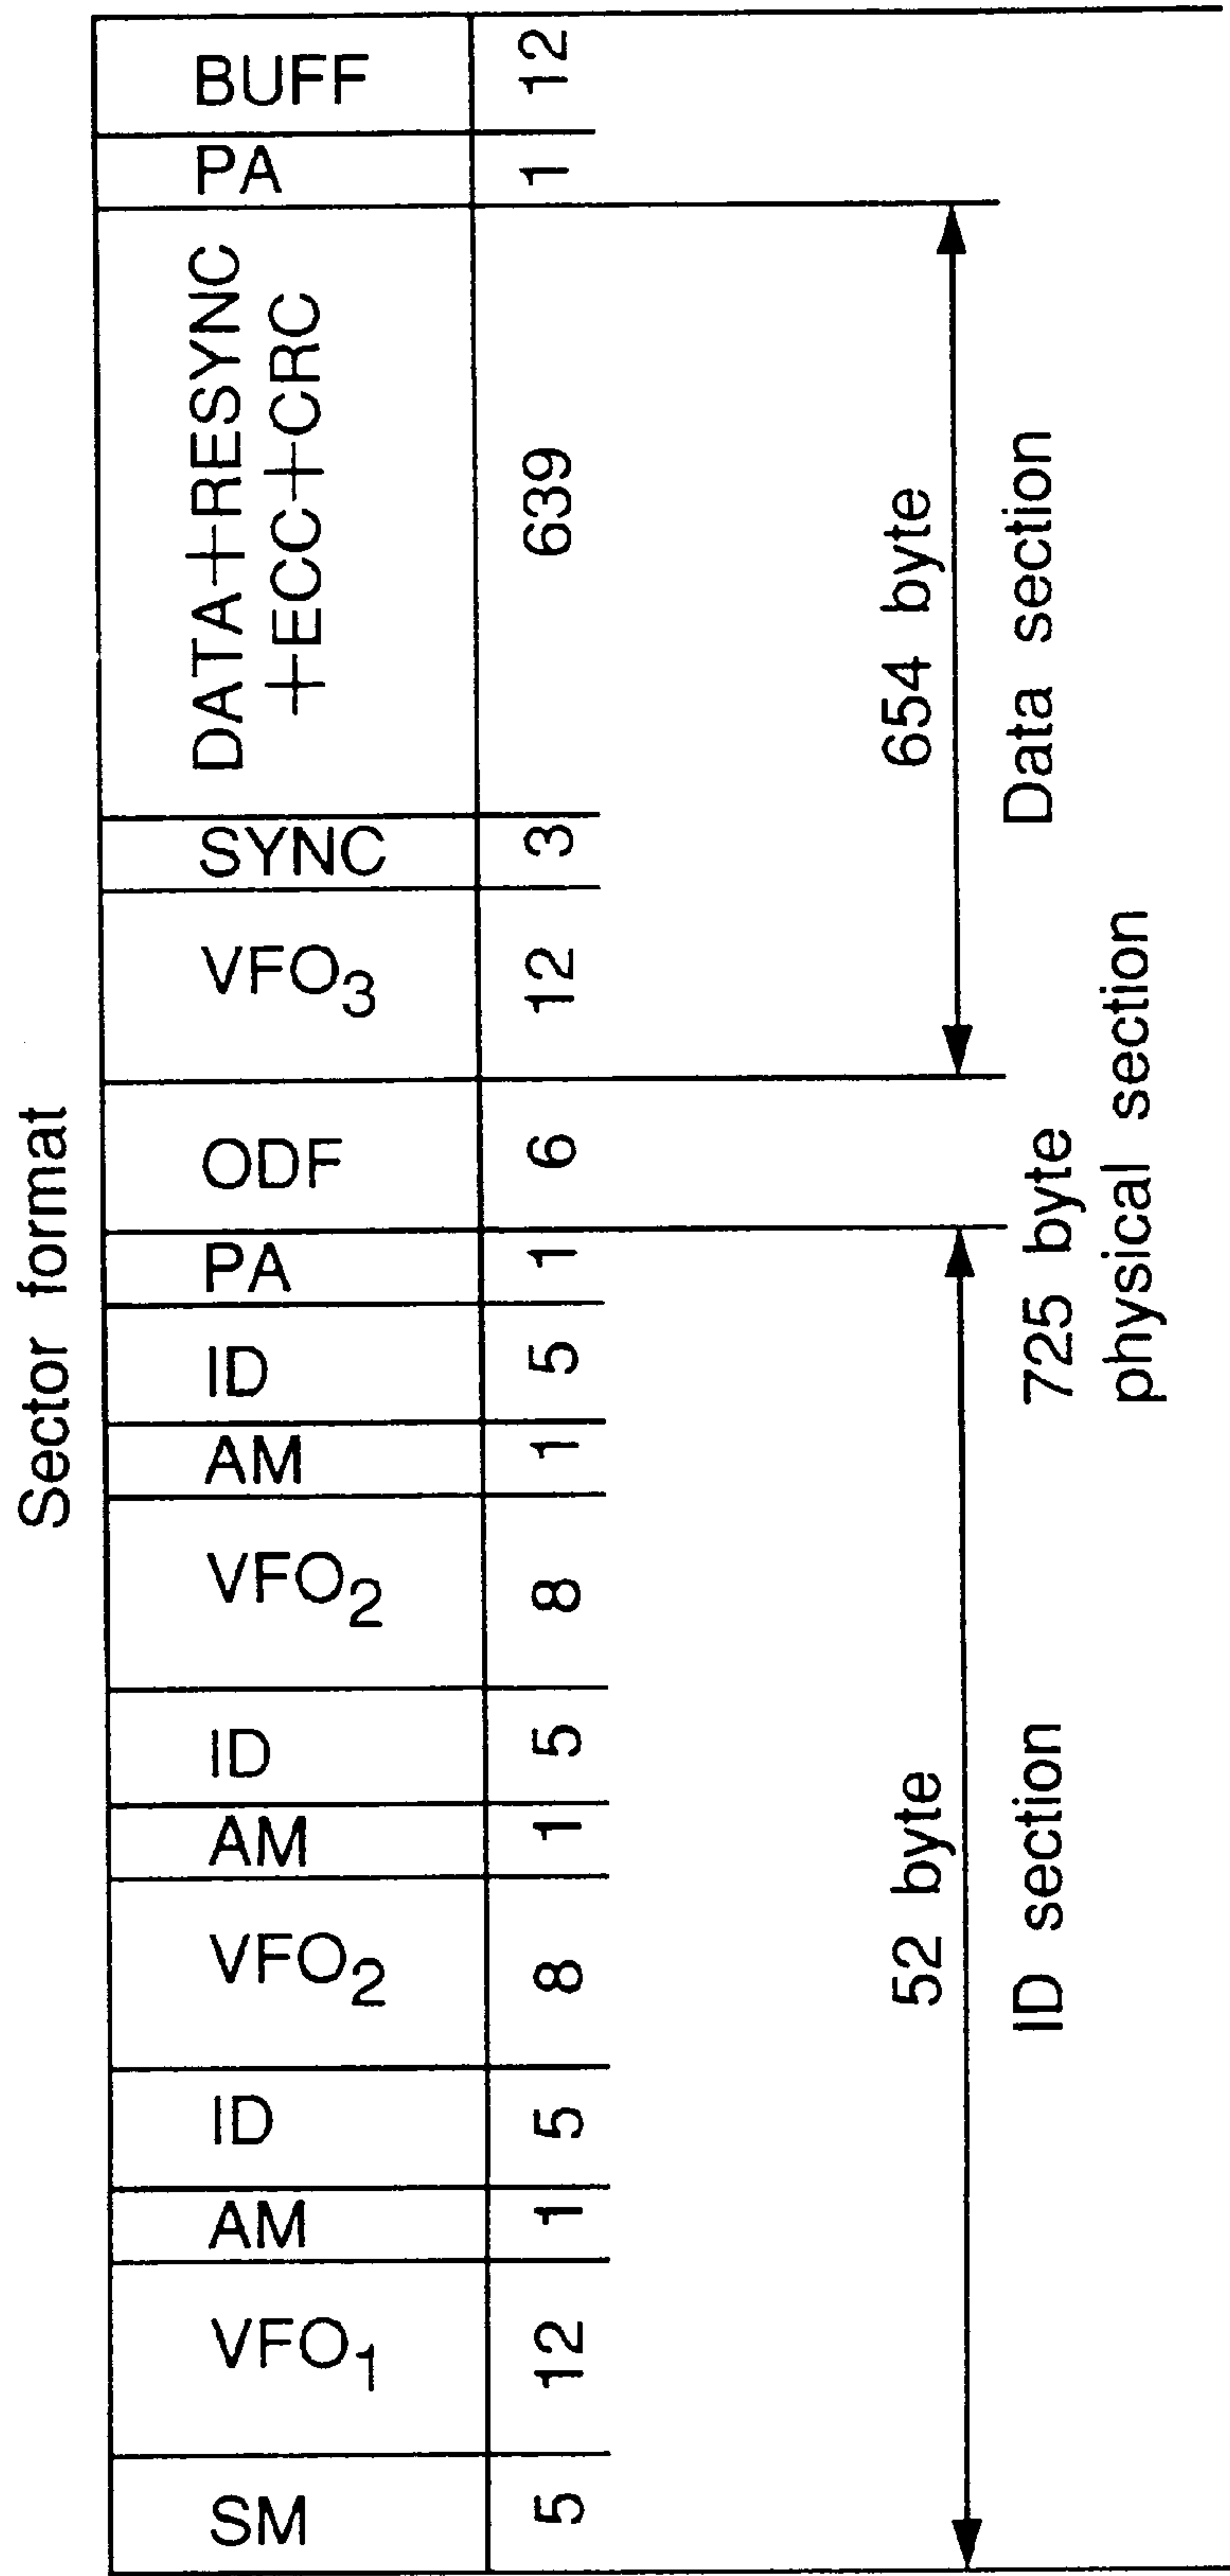 Sector format
SM
VFO1
AM
ID
VFO2
AM
ID
VFO2
AM
ID
PA
ODF
VFO3
SYNC
DATA+RESYNC
+ECC+CRC
PA
BUFF
5
12
1
5
8
1
5
8
1
5
1
6
12
3
639
1
12
52 byte
654 byte
ID section
725 byte
physical section
Data section